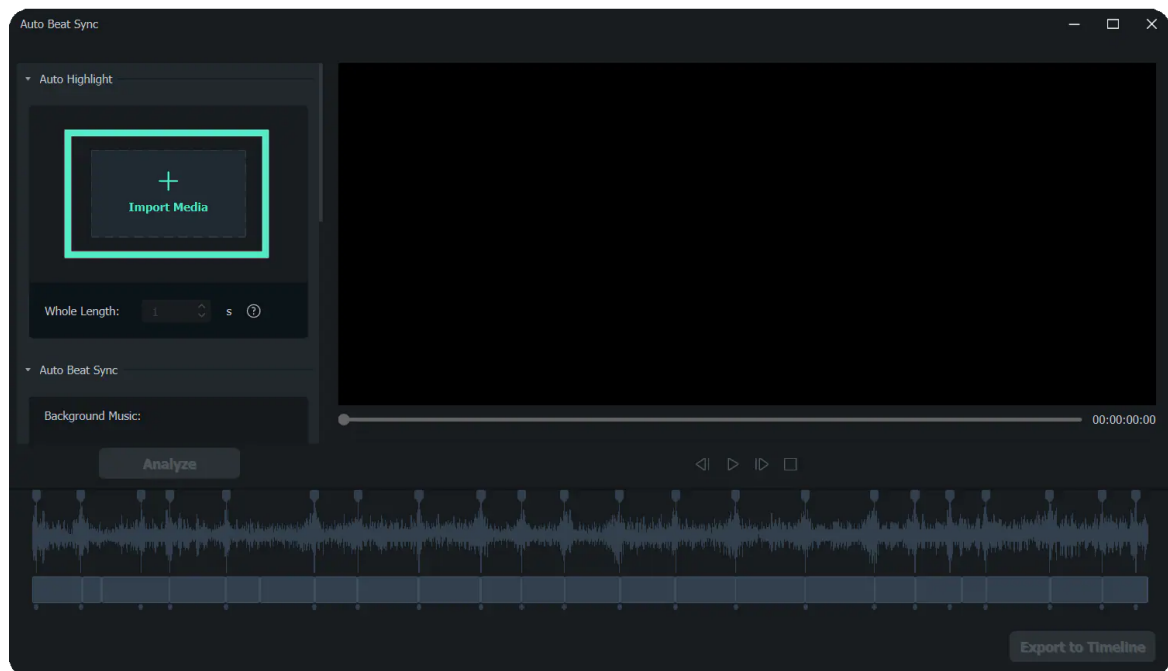 Auto Beat Sync
Auto Highlight
Import Media
Whole Length: 1 s ?
Auto Beat Sync
Background Music:
00:00:00:00
Analyze
Export to Timeline